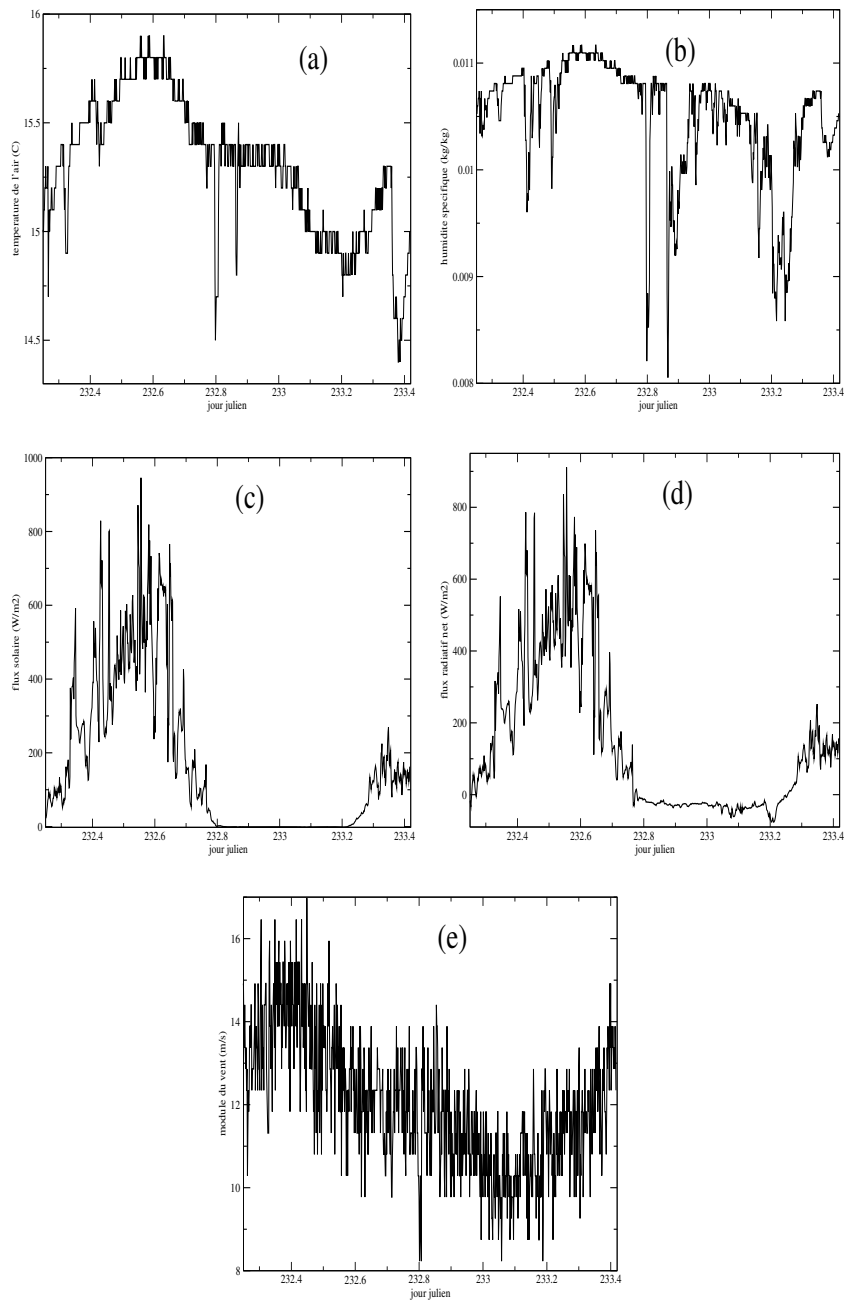 (a)
16
15.5
15
14.5
temperature de l'air (C)
232.4 232.6 232.8 233 233.2 233.4
jour julien
(b)
0.011
0.01
0.009
0.008
humidite specifique (kg/kg)
232.4 232.6 232.8 233 233.2 233.4
jour julien
(c)
1000
800
600
400
200
0
flux solaire (W/m2)
232.4 232.6 232.8 233 233.2 233.4
jour julien
(d)
800
600
400
200
0
flux radiatif net (W/m2)
232.4 232.6 232.8 233 233.2 233.4
jour julien
(e)
16
14
12
10
8
module du vent (m/s)
232.4 232.6 232.8 233 233.2 233.4
jour julien